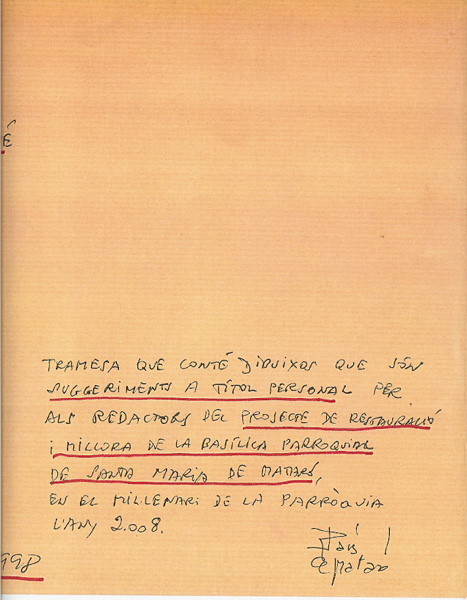 É
TRAMESA QUE CONTÉ DIBUIXOS QUE SÓN
SUGGERIMENTS A TÍTOL PERSONAL PER
ALS REDACTORS DEL PROJECTE DE RESTAURACIÓ
I MILLORA DE LA BASÍLICA PARROQUIAL
DE SANTA MARIA DE MATARÓ,
EN EL MIL·LENARI DE LA PARRÒQUIA
L'ANY 2.008.
Mataró
998